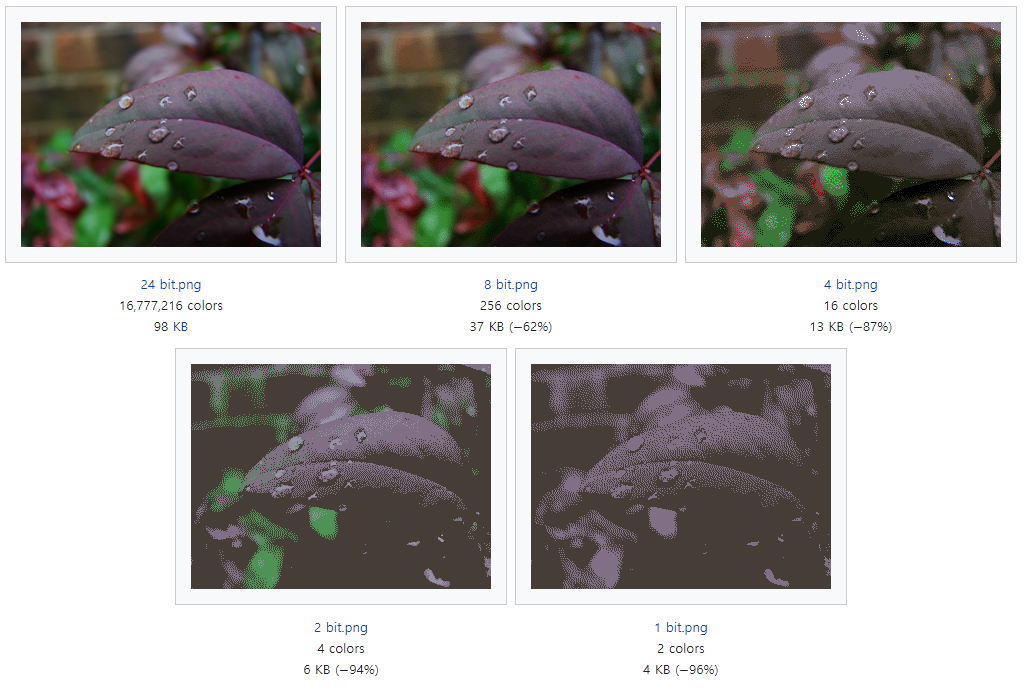 24 bit.png
16,777,216 colors
98 KB
8 bit.png
256 colors
37 KB (−62%)
4 bit.png
16 colors
13 KB (−87%)
2 bit.png
4 colors
6 KB (−94%)
1 bit.png
2 colors
4 KB (−96%)